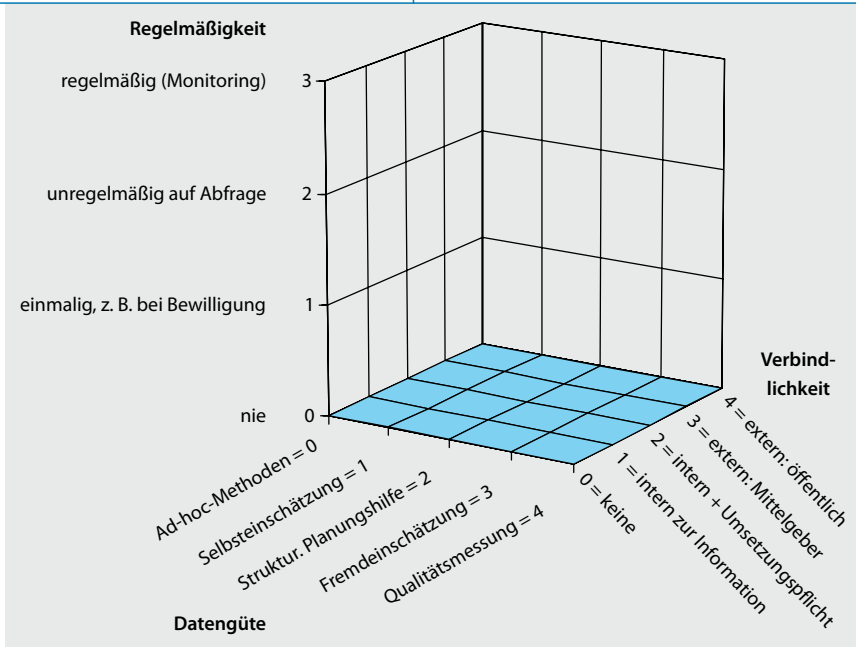 Regelmäßigkeit
regelmäßig (Monitoring)
3
unregelmäßig auf Abfrage
2
einmalig, z. B. bei Bewilligung
1
nie
0
Ad-hoc-Methoden = 0
Selbsteinschätzung = 1
Struktur. Planungshilfe = 2
Fremdeinschätzung = 3
Qualitätsmessung = 4
Datengüte
Verbind-
lichkeit
4 = extern: öffentlich
3 = extern: Mittelgeber
2 = intern + Umsetzungspflicht
1 = intern zur Information
0 = keine